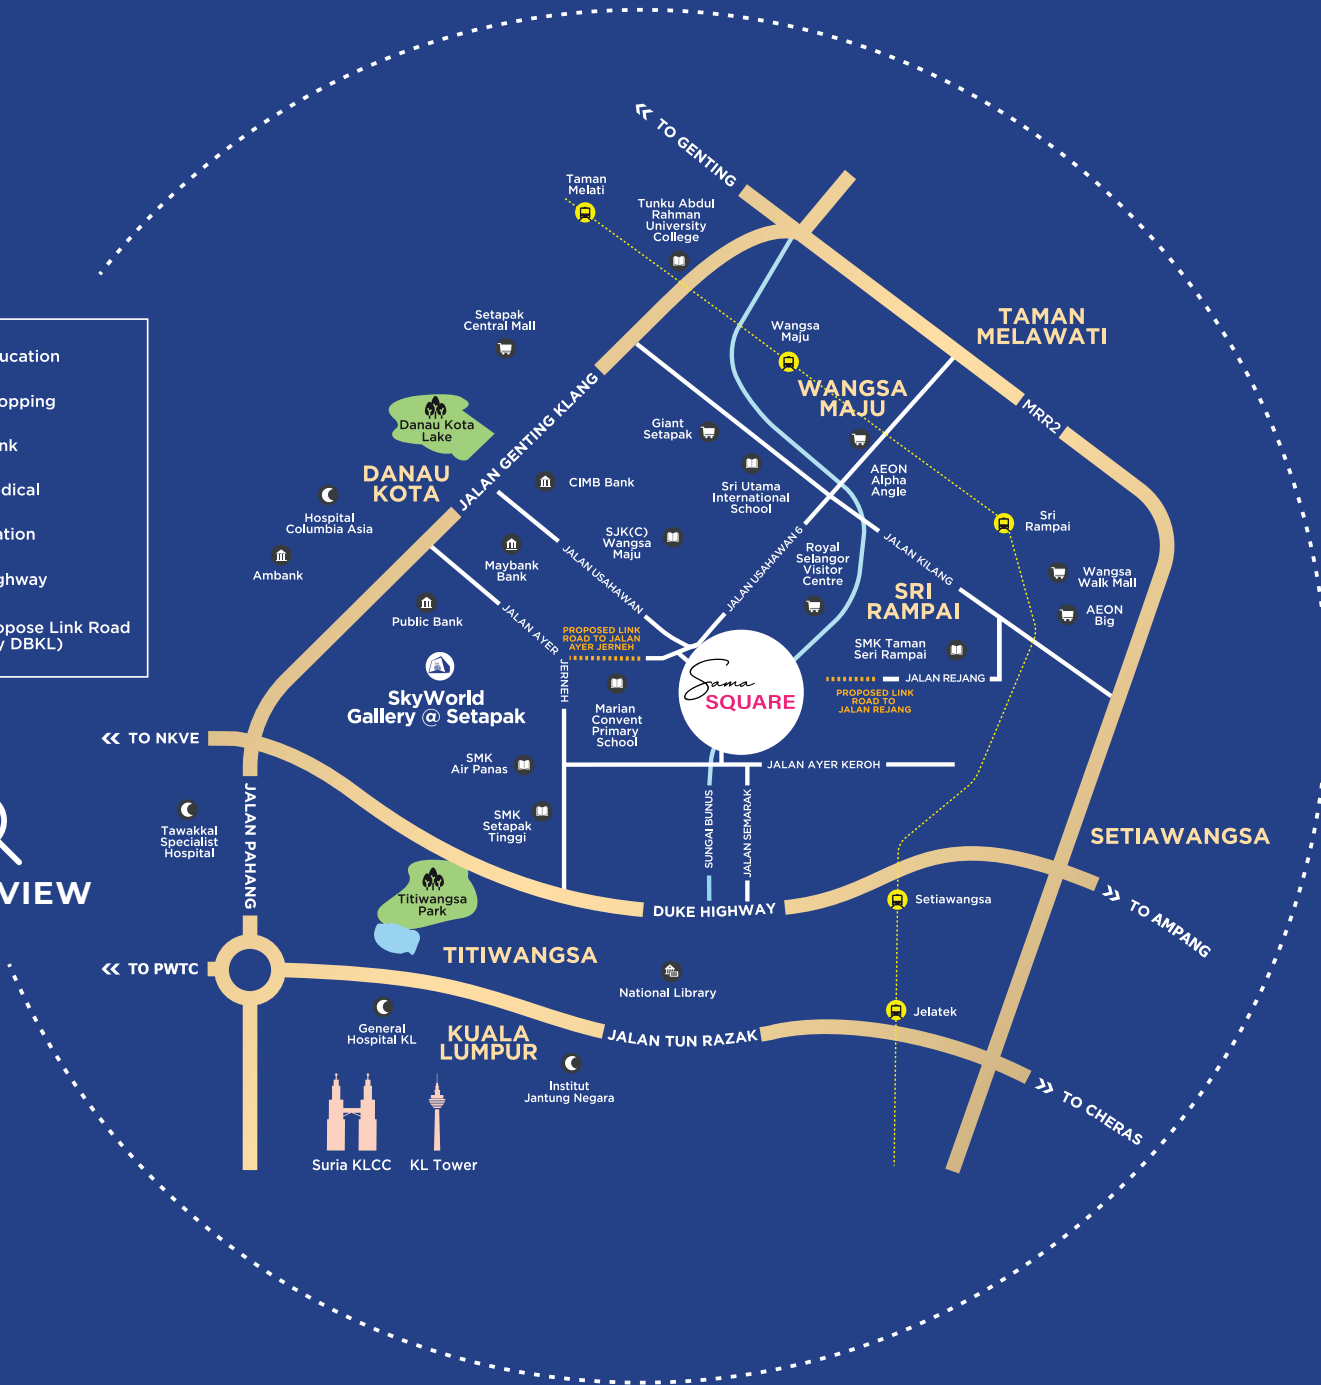 TO GENTING
Taman
Melati
Tunku Abdul
Rahman
University
College
Setapak
Central Mall
Wangsa
Maju
TAMAN
MELAWATI
ucation
opping
nk
dical
ation
ghway
opose Link Road
y DBKL)
WANGSA
MAJU
MRR2
JALAN GENTING KLANG
Danau Kota
Lake
DANAU
KOTA
Giant
Setapak
AEON
Alpha
Angle
Sri Utama
International
School
CIMB Bank
Hospital
Columbia Asia
Ambank
SJK(C)
Wangsa
Maju
Maybank
Bank
Public Bank
JALAN USAHAWAN
JALAN USAHAWAN 6
Royal
Selangor
Visitor
Centre
JALAN KILANG
Sri
Rampai
SRI
RAMPAI
Wangsa
Walk Mall
AEON
Big
JALAN AYER
JERNEH
PROPOSED LINK
ROAD TO JALAN
AYER JERNEH
SMK Taman
Seri Rampai
JALAN REJANG
PROPOSED LINK
ROAD TO
JALAN REJANG
Sama
SQUARE
SkyWorld
Gallery @ Setapak
Marian
Convent
Primary
School
TO NKVE
SMK
Air Panas
JALAN AYER KEROH
JALAN PAHANG
Tawakkal
Specialist
Hospital
SMK
Setapak
Tinggi
SUNGAI BUNUS
JALAN SEMARAK
SETIAWANGSA
VIEW
Titiwangsa
Park
DUKE HIGHWAY
Setiawangsa
TO AMPANG
TITIWANGSA
TO PWTC
National Library
General
Hospital KL
KUALA
LUMPUR
JALAN TUN RAZAK
Jelatek
Institut
Jantung Negara
TO CHERAS
Suria KLCC
KL Tower